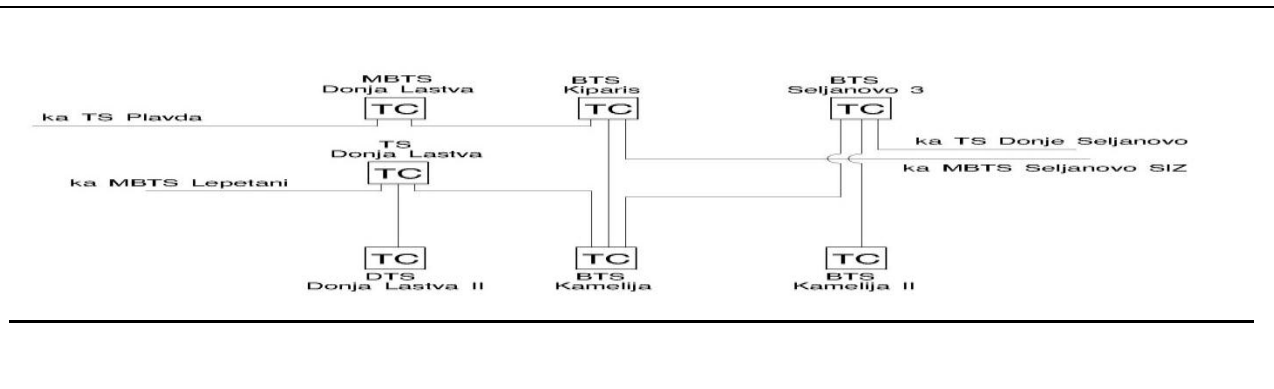 MBTS
Donja Lastva
TC
BTS
Kiparis
TC
BTS
Seljanovo 3
TC
ka TS Plavda
TS
Donja Lastva
TC
ka TS Donje Seljanovo
ka MBTS Seljanovo SIZ
ka MBTS Lepetani
TC
DTS
Donja Lastva II
TC
BTS
Kamelija
TC
BTS
Kamelija II